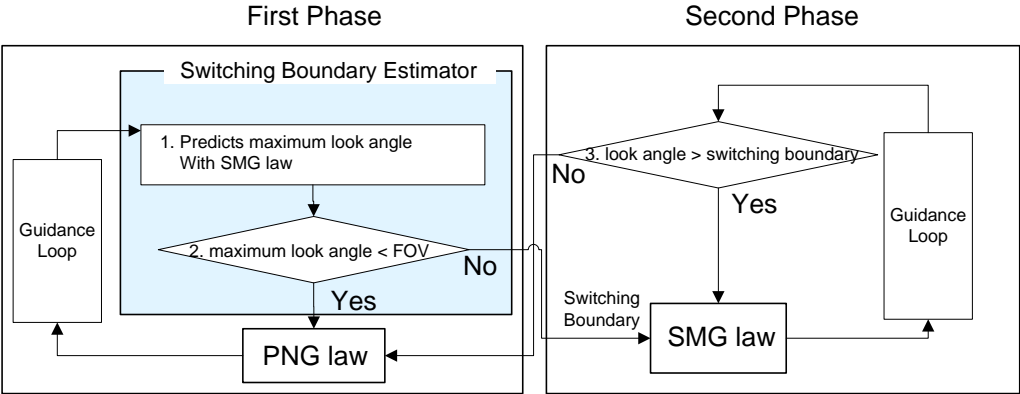 First Phase
Second Phase
Switching Boundary Estimator
1. Predicts maximum look angle
With SMG law
Guidance
Loop
2. maximum look angle < FOV
No
Yes
PNG law
3. look angle > switching boundary
No
Yes
Guidance
Loop
Switching
Boundary
SMG law